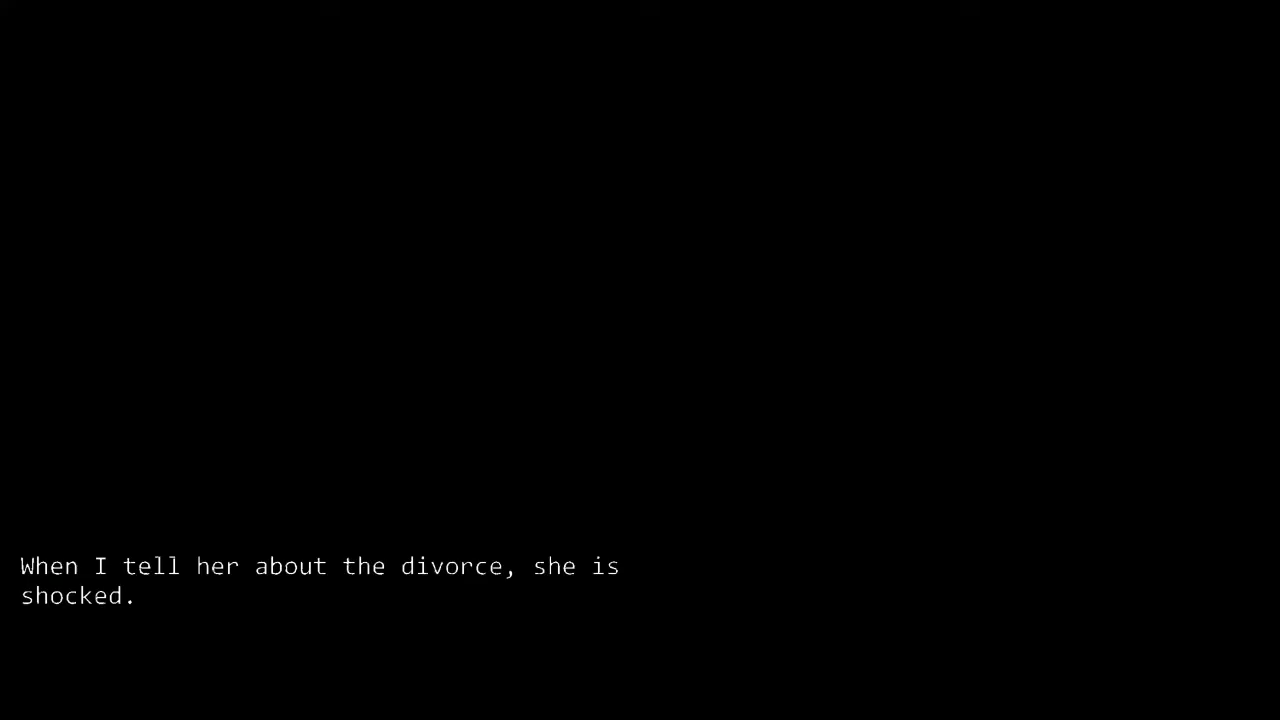 When I tell her about the divorce, she is
shocked.